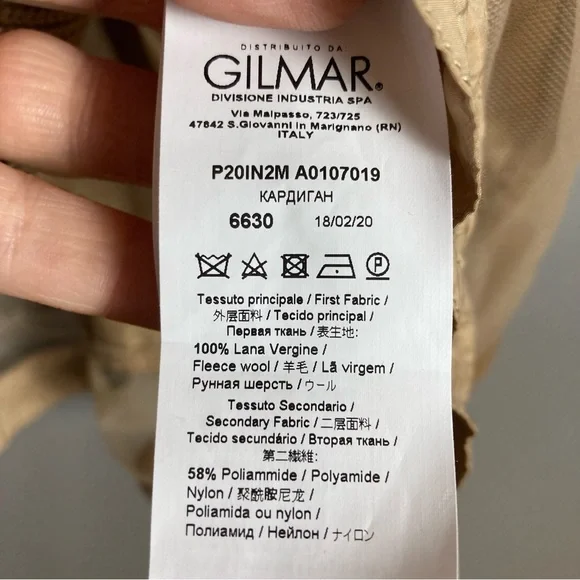 DISTRIBUITO DA
GILMAR®
DIVISIONE INDUSTRIA SPA
Via Malpasso, 723/725
47842 S.Giovanni in Marignano (RN)
ITALY
P20IN2M A0107019
КАРДИГАН
6630 18/02/20
Tessuto principale / First Fabric /
外层面料 / Tecido principal /
Первая ткань / 表生地:
100% Lana Vergine /
Fleece wool / 羊毛 / Lã virgem /
Рунная шерсть / ウール
Tessuto Secondario /
Secondary Fabric / 二层面料 /
Tecido secundário / Вторая ткань /
第二繊維:
58% Poliammide / Polyamide /
Nylon / 聚酰胺尼龙 /
Poliamida ou nylon /
Полиамид / Нейлон / ナイロン